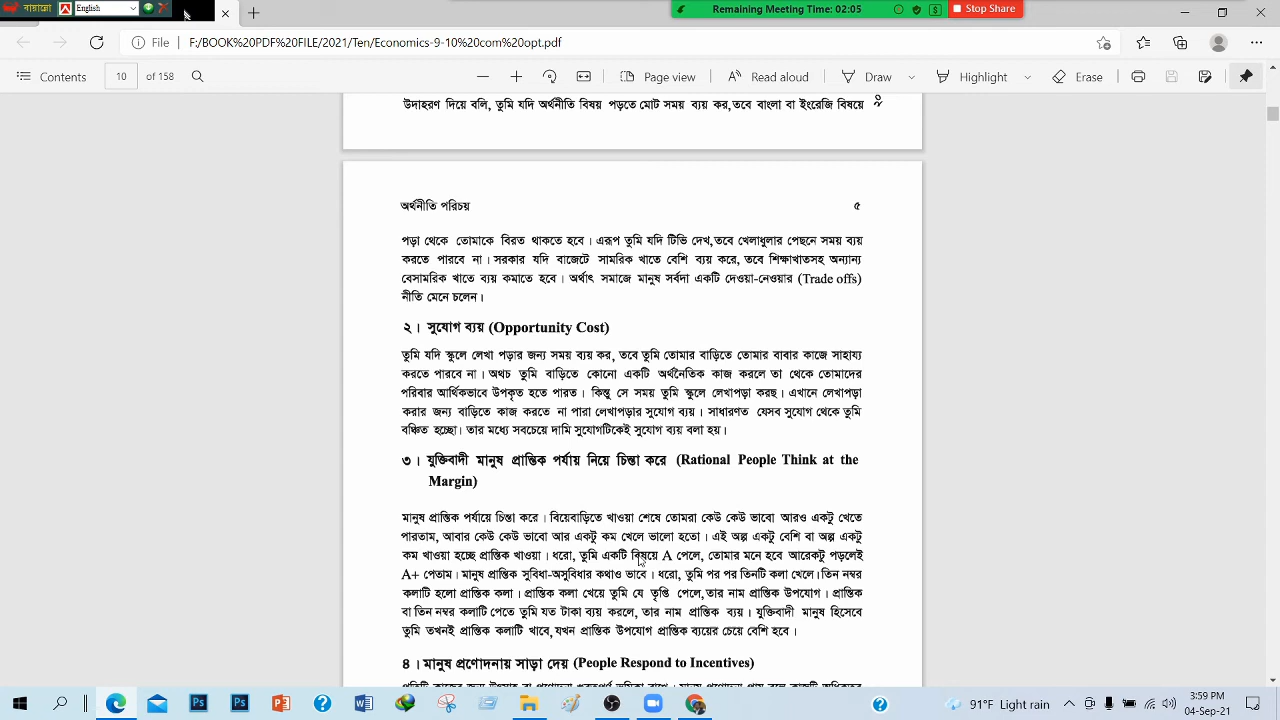 বায়ান্নো English
Remaining Meeting Time: 02:05 Stop Share
File F:/BOOK%20PDF%20FILE/2021/Ten/Economics-9-10%20com%20opt.pdf
Contents 10 of 158 Page view Read aloud Draw Highlight Erase
উদাহরণ দিয়ে বলি, তুমি যদি অর্থনীতি বিষয় পড়তে মোট সময় ব্যয় কর,তবে বাংলা বা ইংরেজি বিষয়ে
অর্থনীতি পরিচয় ৫
পড়া থেকে তোমাকে বিরত থাকতে হবে। এরূপ তুমি যদি টিভি দেখ,তবে খেলাধুলার পেছনে সময় ব্যয়
করতে পারবে না। সরকার যদি বাজেটে সামরিক খাতে বেশি ব্যয় করে, তবে শিক্ষাখাতসহ অন্যান্য
বেসামরিক খাতে ব্যয় কমাতে হবে। অর্থাৎ সমাজে মানুষ সর্বদা একটি দেওয়া-নেওয়ার (Trade offs)
নীতি মেনে চলেন।
২। সুযোগ ব্যয় (Opportunity Cost)
তুমি যদি স্কুলে লেখা পড়ার জন্য সময় ব্যয় কর, তবে তুমি তোমার বাড়িতে তোমার বাবার কাজে সাহায্য
করতে পারবে না। অথচ তুমি বাড়িতে কোনো একটি অর্থনৈতিক কাজ করলে তা থেকে তোমাদের
পরিবার আর্থিকভাবে উপকৃত হতে পারত। কিন্তু সে সময় তুমি স্কুলে লেখাপড়া করছ। এখানে লেখাপড়া
করার জন্য বাড়িতে কাজ করতে না পারা লেখাপড়ার সুযোগ ব্যয়। সাধারণত যেসব সুযোগ থেকে তুমি
বঞ্চিত হচ্ছো। তার মধ্যে সবচেয়ে দামি সুযোগটিকেই সুযোগ ব্যয় বলা হয়।
৩। যুক্তিবাদী মানুষ প্রান্তিক পর্যায় নিয়ে চিন্তা করে (Rational People Think at the
Margin)
মানুষ প্রান্তিক পর্যায়ে চিন্তা করে। বিয়েবাড়িতে খাওয়া শেষে তোমরা কেউ কেউ ভাবো আরও একটু খেতে
পারতাম, আবার কেউ কেউ ভাবো আর একটু কম খেলে ভালো হতো। এই অল্প একটু বেশি বা অল্প একটু
কম খাওয়া হচ্ছে প্রান্তিক খাওয়া। ধরো, তুমি একটি বিষয়ে A পেলে, তোমার মনে হবে আরেকটু পড়লেই
A+ পেতাম। মানুষ প্রান্তিক সুবিধা-অসুবিধার কথাও ভাবে। ধরো, তুমি পর পর তিনটি কলা খেলে। তিন নম্বর
কলাটি হলো প্রান্তিক কলা। প্রান্তিক কলা খেয়ে তুমি যে তৃপ্তি পেলে,তার নাম প্রান্তিক উপযোগ। প্রান্তিক
বা তিন নম্বর কলাটি পেতে তুমি যত টাকা ব্যয় করলে, তার নাম প্রান্তিক ব্যয়। যুক্তিবাদী মানুষ হিসেবে
তুমি তখনই প্রান্তিক কলাটি খাবে, যখন প্রান্তিক উপযোগ প্রান্তিক ব্যয়ের চেয়ে বেশি হবে।
৪। মানুষ প্রণোদনায় সাড়া দেয় (People Respond to Incentives)
91°F Light rain 3:59 PM
04-Sep-21